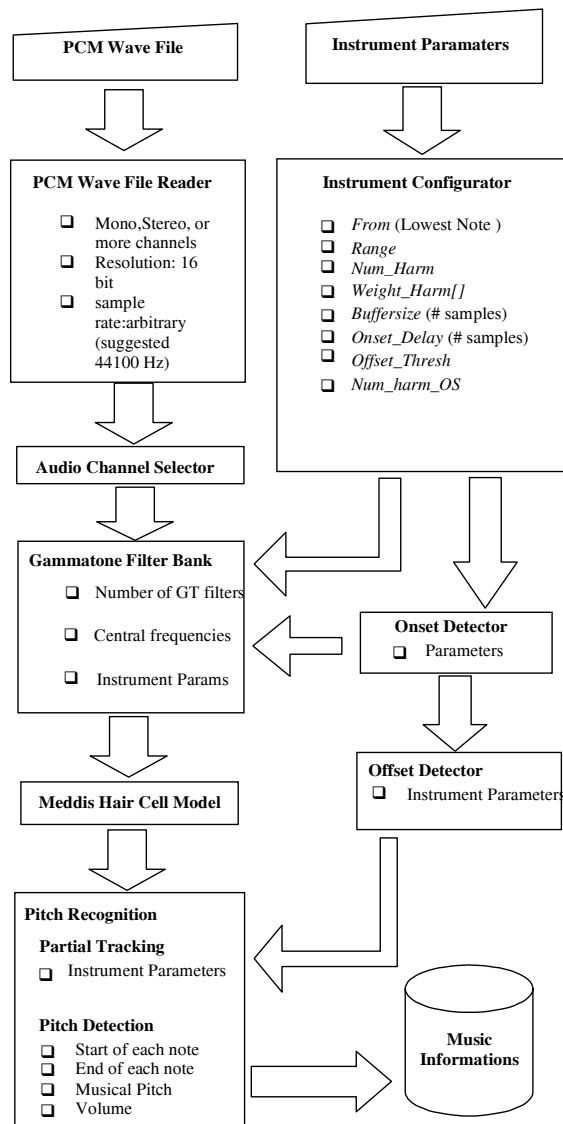 PCM Wave File
Instrument Paramaters
PCM Wave File Reader
❑ Mono,Stereo, or
more channels
❑ Resolution: 16
bit
❑ sample
rate:arbitrary
(suggested
44100 Hz)
Instrument Configurator
❑ From (Lowest Note )
❑ Range
❑ Num_Harm
❑ Weight_Harm[]
❑ Buffersize (# samples)
❑ Onset_Delay (# samples)
❑ Offset_Thresh
❑ Num_harm_OS
Audio Channel Selector
Gammatone Filter Bank
❑ Number of GT filters
❑ Central frequencies
❑ Instrument Params
Onset Detector
❑ Parameters
Offset Detector
❑ Instrument Parameters
Meddis Hair Cell Model
Pitch Recognition
Partial Tracking
❑ Instrument Parameters
Pitch Detection
❑ Start of each note
❑ End of each note
❑ Musical Pitch
❑ Volume
Music
Informations